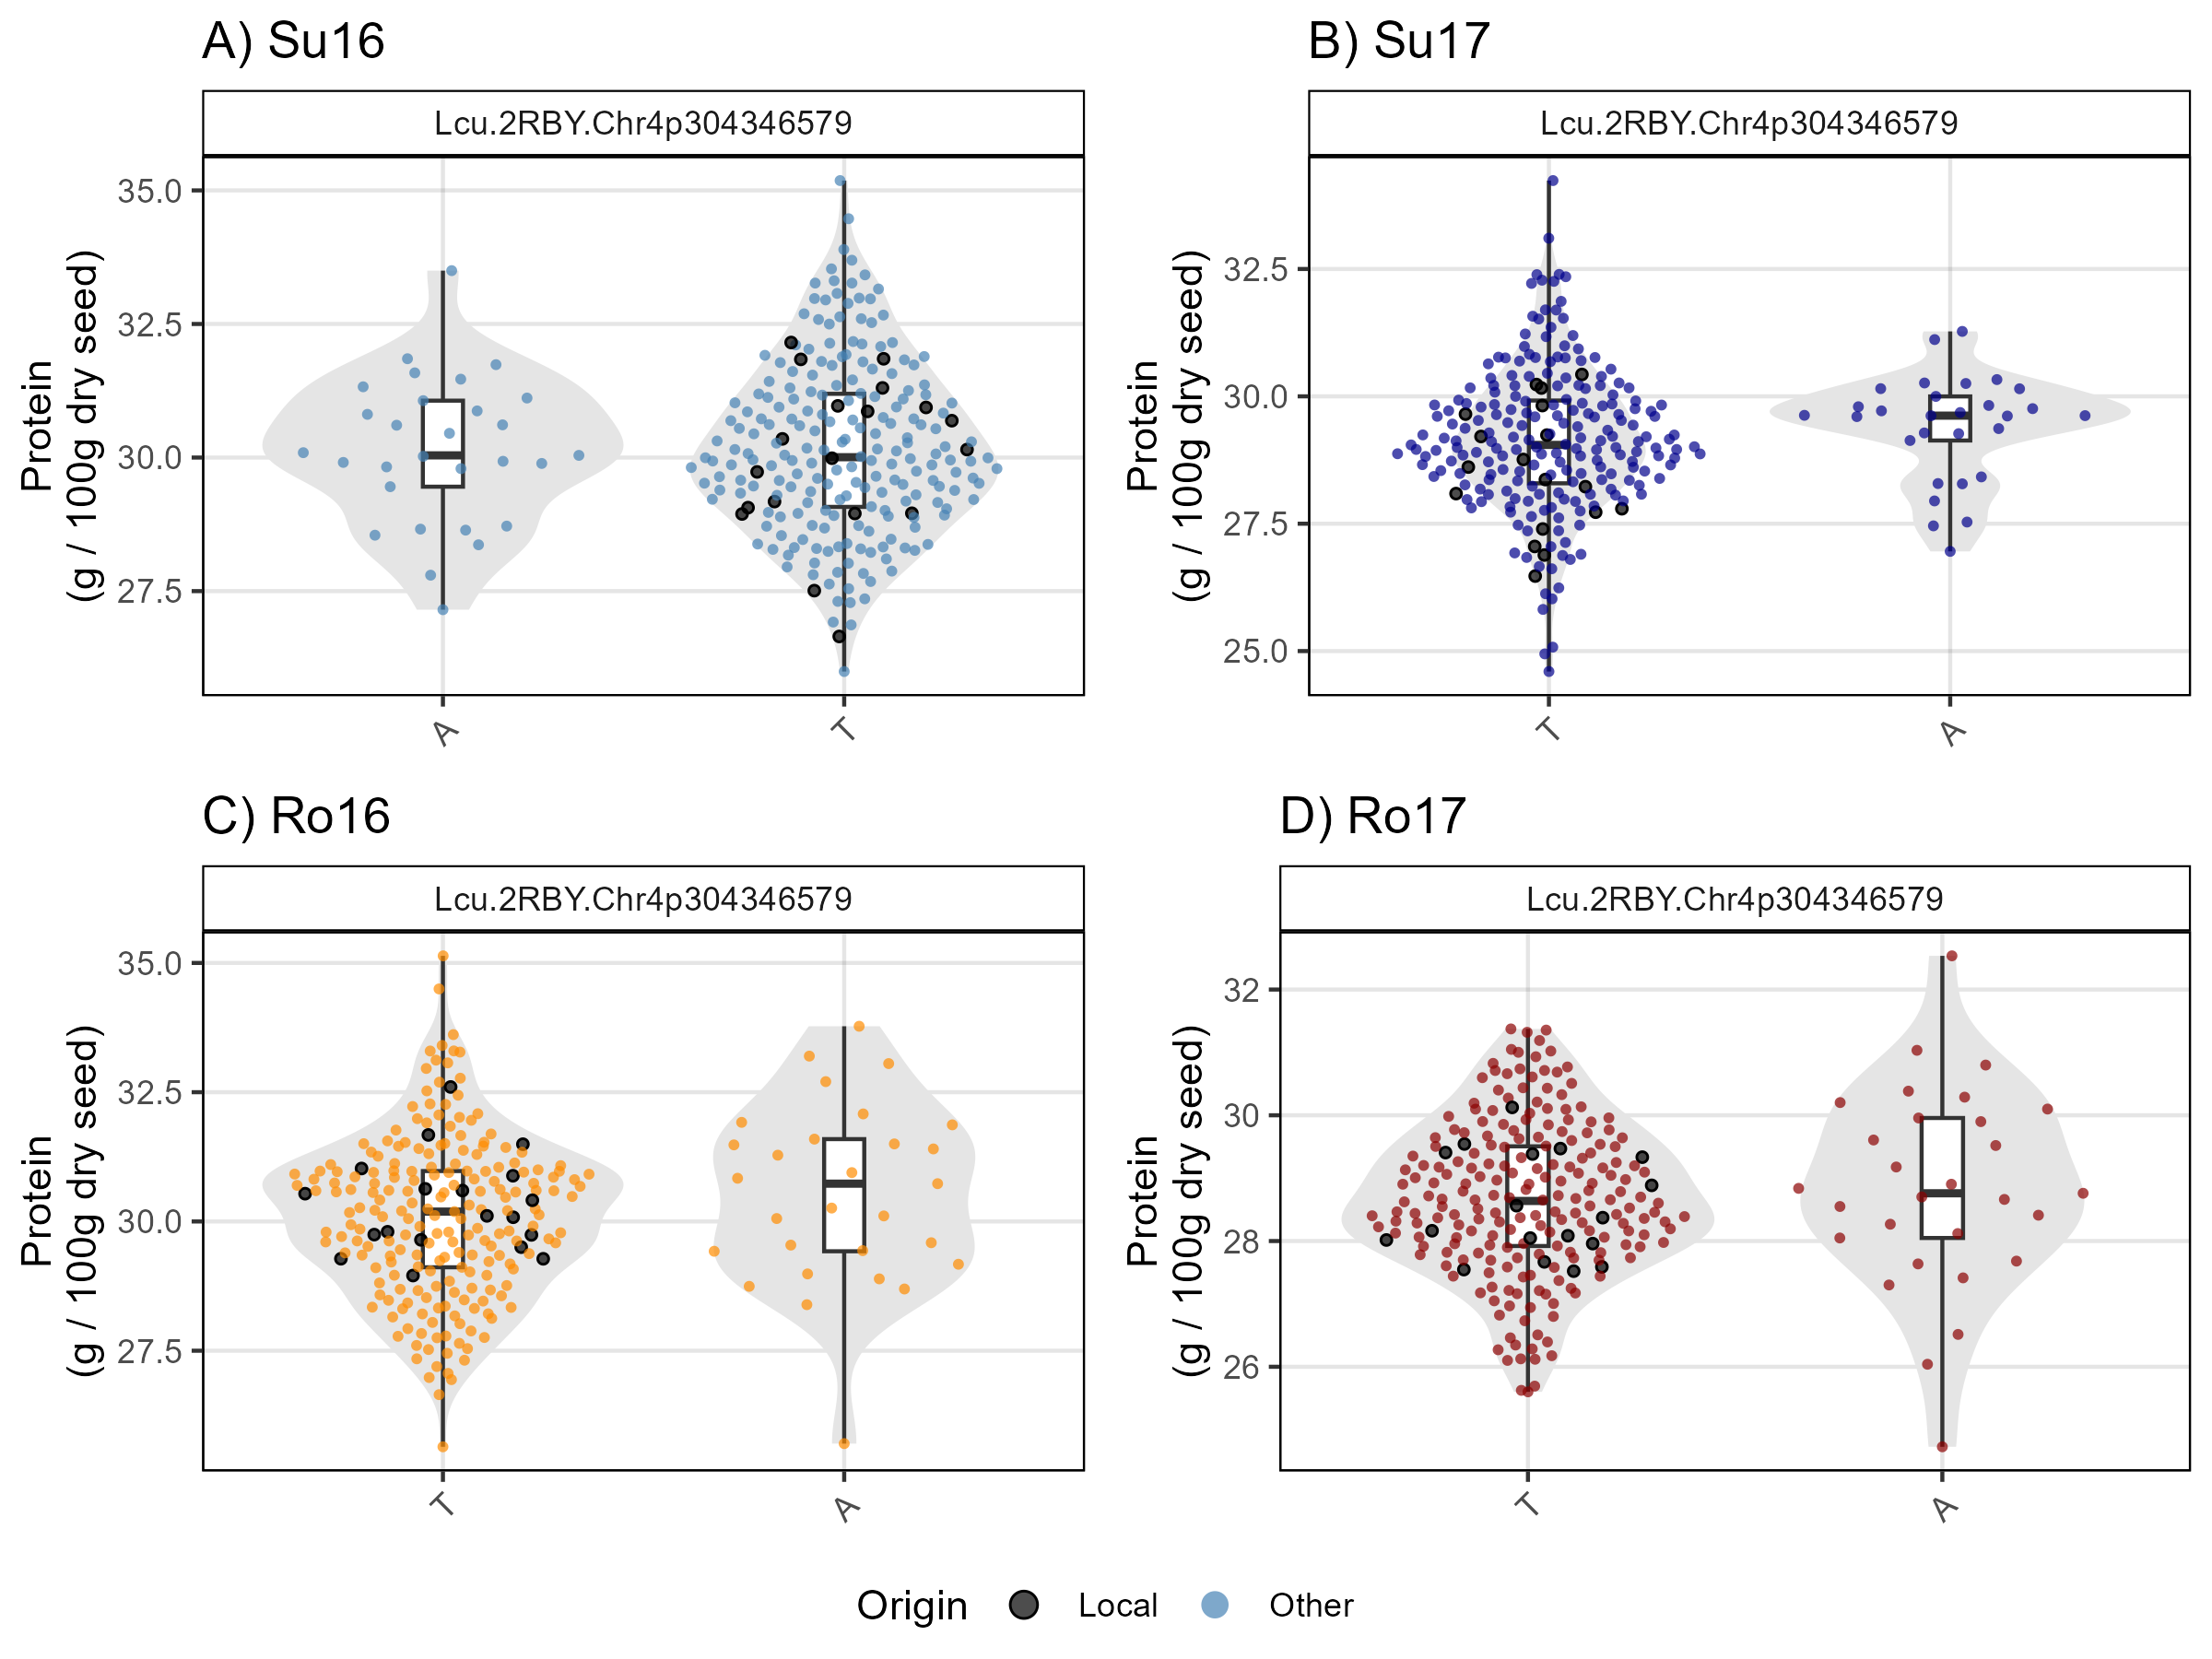 A) Su16
Lcu.2RBY.Chr4p304346579
Protein
(g / 100g dry seed)
35.0
32.5
30.0
27.5
A
T
B) Su17
Lcu.2RBY.Chr4p304346579
Protein
(g / 100g dry seed)
32.5
30.0
27.5
25.0
T
A
C) Ro16
Lcu.2RBY.Chr4p304346579
Protein
(g / 100g dry seed)
35.0
32.5
30.0
27.5
T
A
D) Ro17
Lcu.2RBY.Chr4p304346579
Protein
(g / 100g dry seed)
32
30
28
26
T
A
Origin Local Other